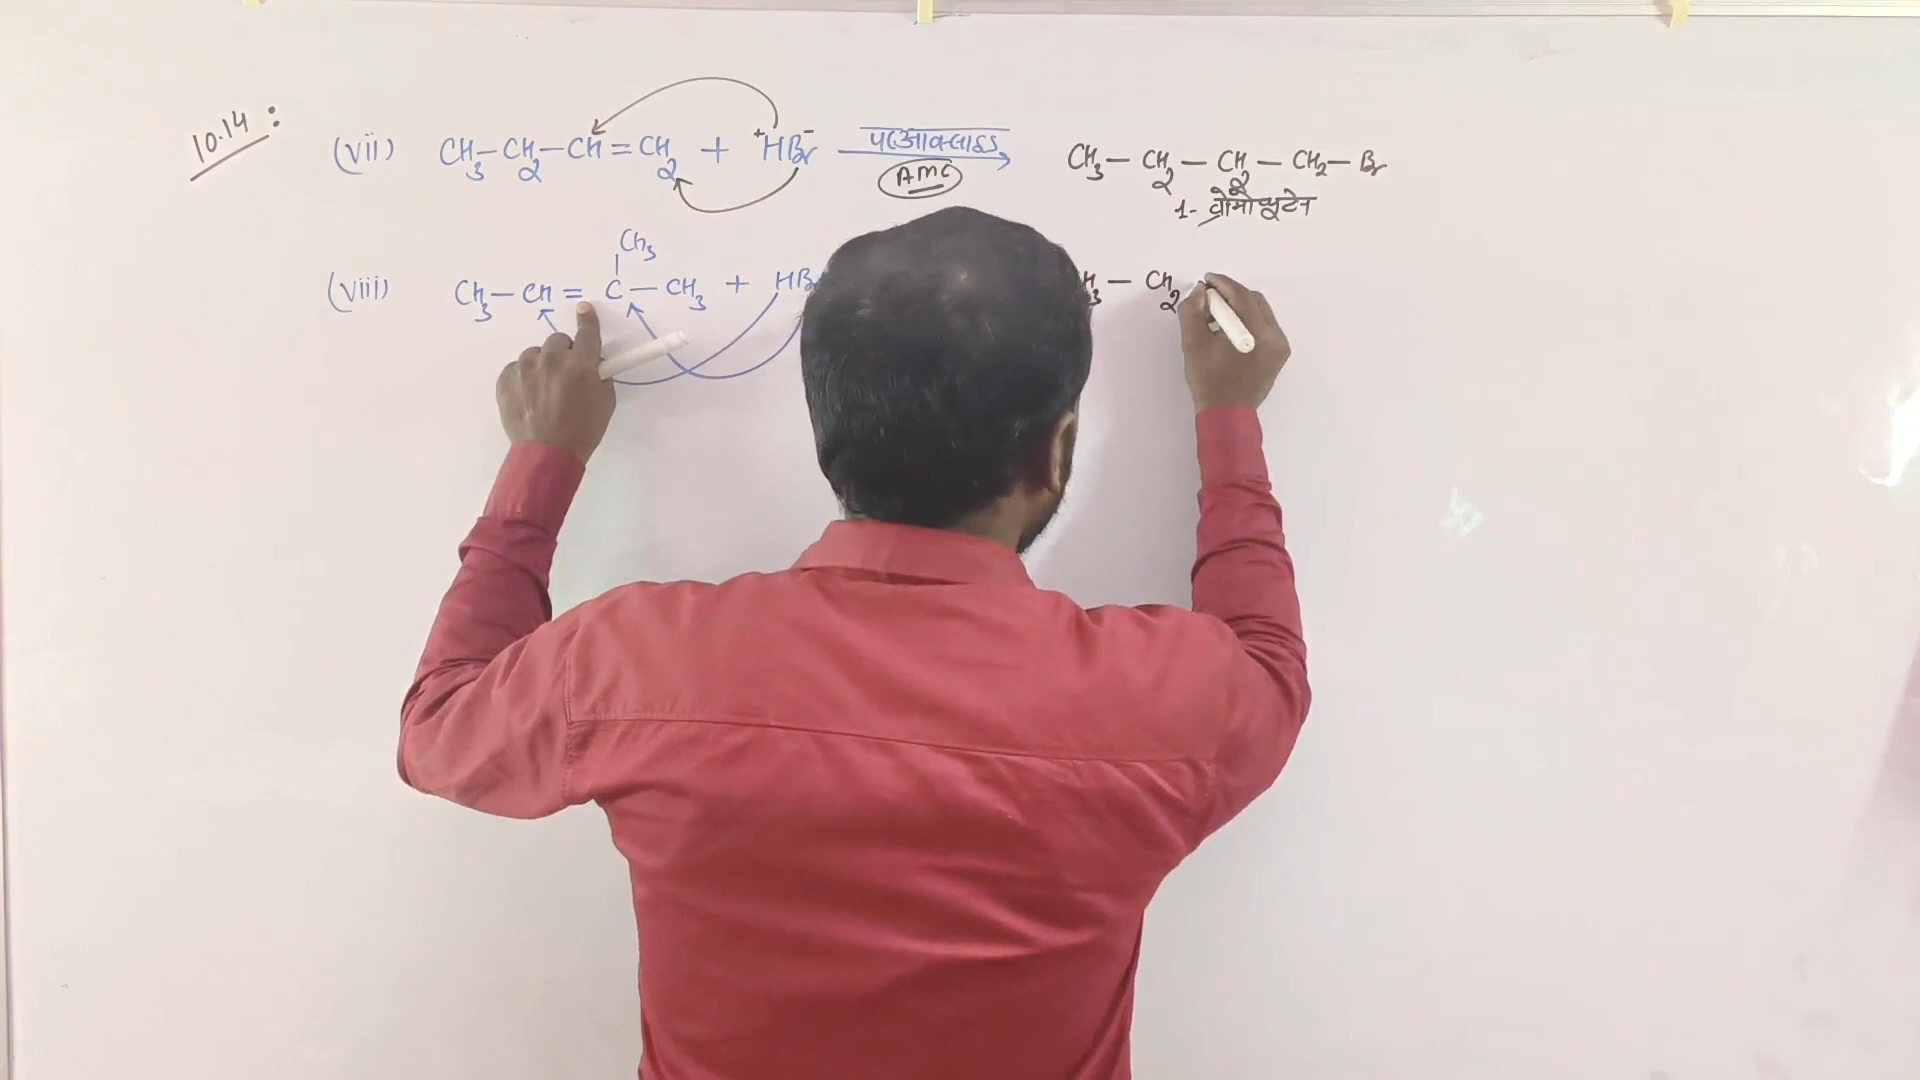 10.14 :
(vii) CH₃ — CH₂ — CH = CH₂ + ⁺HBr⁻ परऑक्साइड CH₃ — CH₂ — CH₂ — CH₂ — Br
AMC
1- ब्रोमोब्यूटेन
CH₃
(viii) CH₃ — CH = C — CH₃ + HBr — CH₂